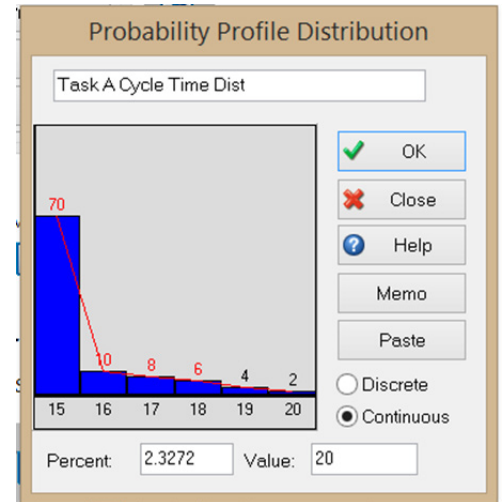 Probability Profile Distribution
Task A Cycle Time Dist
OK
Close
Help
Memo
Paste
Discrete
Continuous
70
10
8
6
4
2
15 16 17 18 19 20
Percent: 2.3272 Value: 20